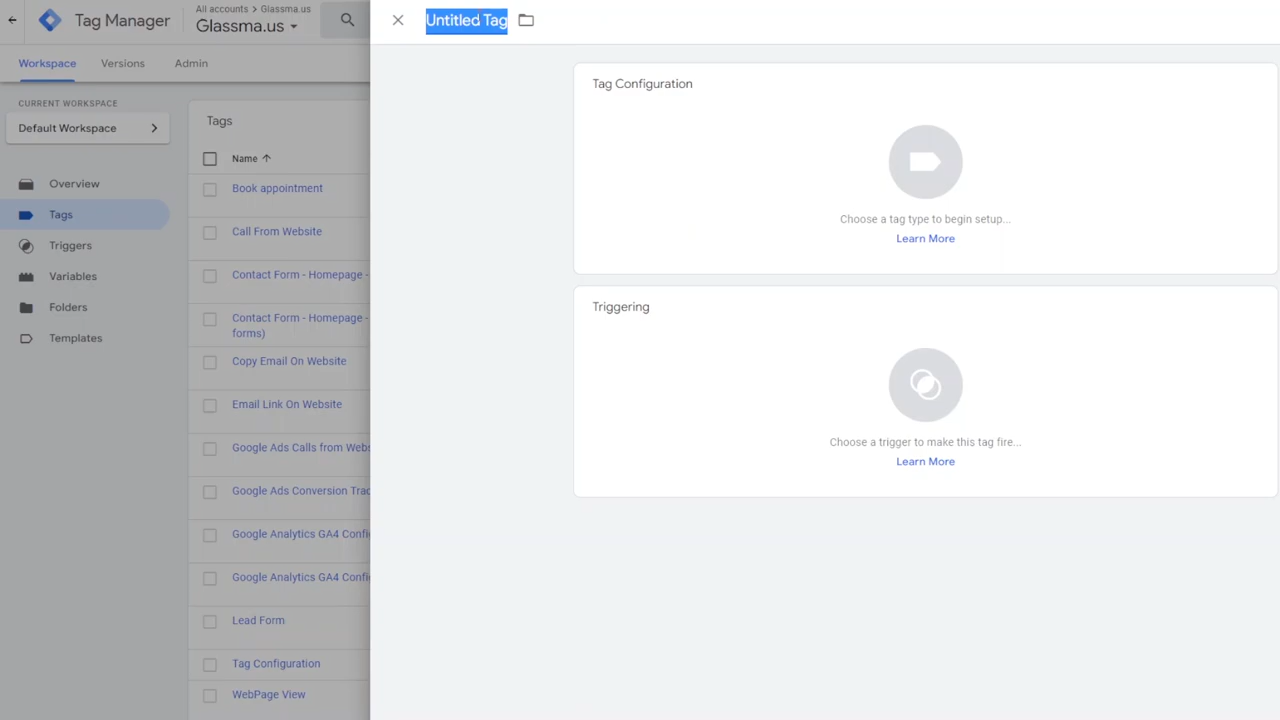 Tag Manager
All accounts > Glassma.us
Glassma.us
Untitled Tag
Workspace
Versions
Admin
CURRENT WORKSPACE
Default Workspace
Overview
Tags
Triggers
Variables
Folders
Templates
Tags
Name
Book appointment
Call From Website
Contact Form - Homepage -
Contact Form - Homepage -
forms)
Copy Email On Website
Email Link On Website
Google Ads Calls from Webs
Google Ads Conversion Trac
Google Analytics GA4 Confi
Google Analytics GA4 Confi
Lead Form
Tag Configuration
WebPage View
Tag Configuration
Choose a tag type to begin setup...
Learn More
Triggering
Choose a trigger to make this tag fire...
Learn More